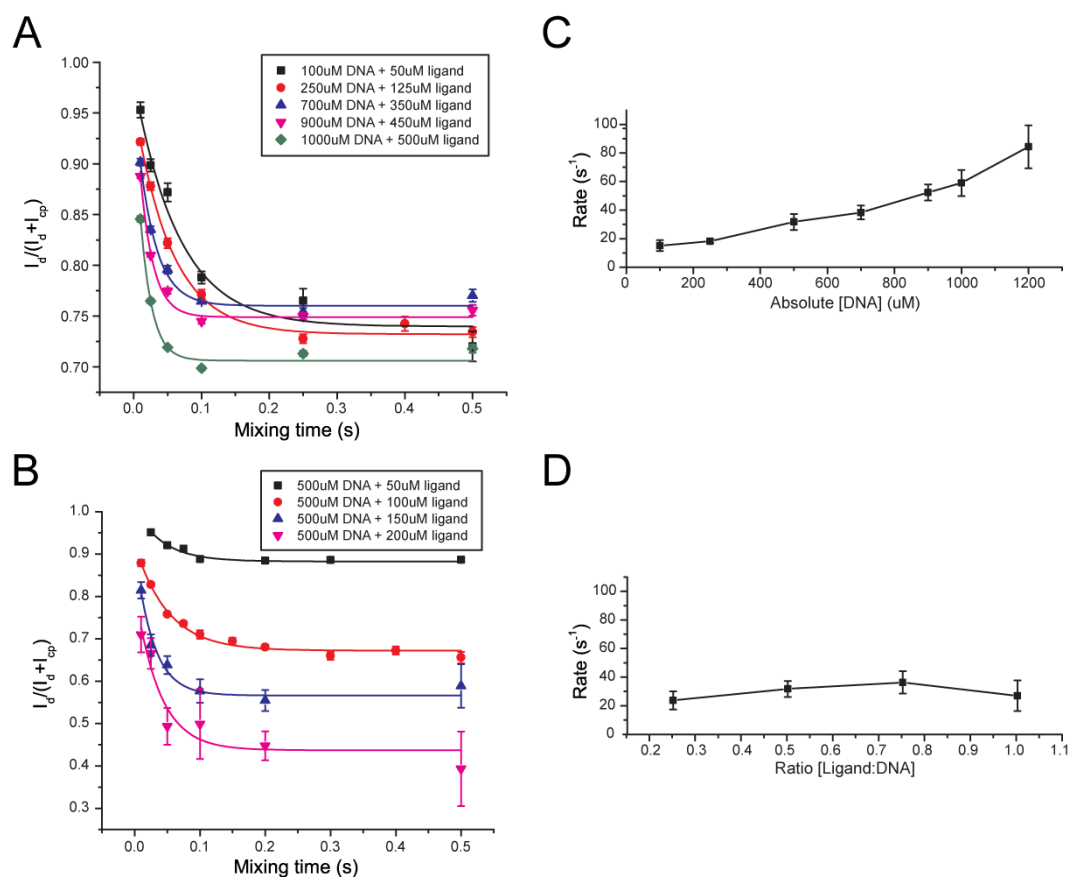 A
1.00
0.95
0.90
0.85
0.80
0.75
0.70
I_d/(I_d+I_cp)
100uM DNA + 50uM ligand
250uM DNA + 125uM ligand
700uM DNA + 350uM ligand
900uM DNA + 450uM ligand
1000uM DNA + 500uM ligand
0.0 0.1 0.2 0.3 0.4 0.5
Mixing time (s)
B
1.0
0.9
0.8
0.7
0.6
0.5
0.4
0.3
I_d/(I_d+I_cp)
500uM DNA + 50uM ligand
500uM DNA + 100uM ligand
500uM DNA + 150uM ligand
500uM DNA + 200uM ligand
0.0 0.1 0.2 0.3 0.4 0.5
Mixing time (s)
C
100
80
60
40
20
0
Rate (s⁻¹)
0 200 400 600 800 1000 1200
Absolute [DNA] (uM)
D
100
80
60
40
20
0
Rate (s⁻¹)
0.2 0.3 0.4 0.5 0.6 0.7 0.8 0.9 1.0 1.1
Ratio [Ligand:DNA]